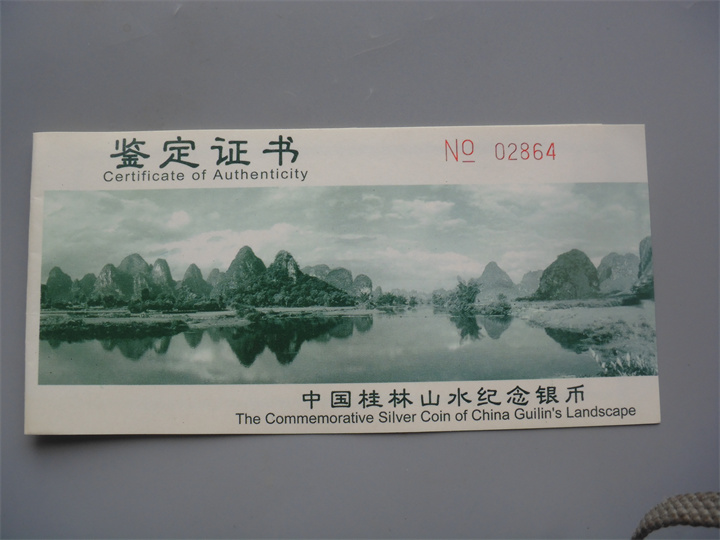 鉴定证书
Certificate of Authenticity
No 02864
中国桂林山水纪念银币
The Commemorative Silver Coin of China Guilin's Landscape